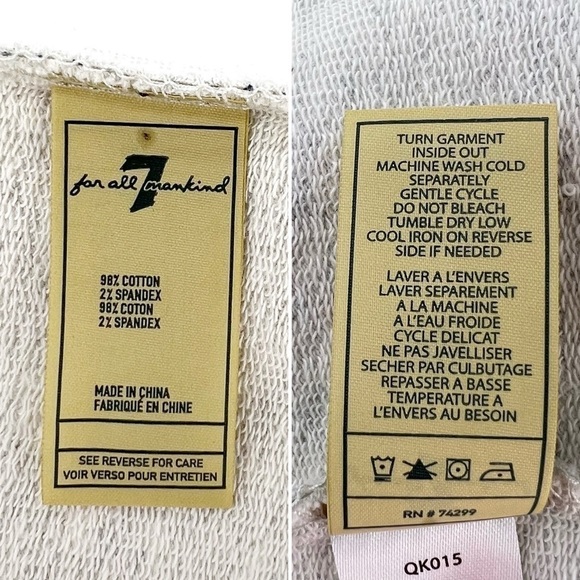 7
for all mankind
98% COTTON
2% SPANDEX
98% COTON
2% SPANDEX
MADE IN CHINA
FABRIQUÉ EN CHINE
SEE REVERSE FOR CARE
VOIR VERSO POUR ENTRETIEN
TURN GARMENT
INSIDE OUT
MACHINE WASH COLD
SEPARATELY
GENTLE CYCLE
DO NOT BLEACH
TUMBLE DRY LOW
COOL IRON ON REVERSE
SIDE IF NEEDED
LAVER A L'ENVERS
LAVER SEPAREMENT
A LA MACHINE
A L'EAU FROIDE
CYCLE DELICAT
NE PAS JAVELLISER
SECHER PAR CULBUTAGE
REPASSER A BASSE
TEMPERATURE A
L'ENVERS AU BESOIN
RN # 74299
QK015